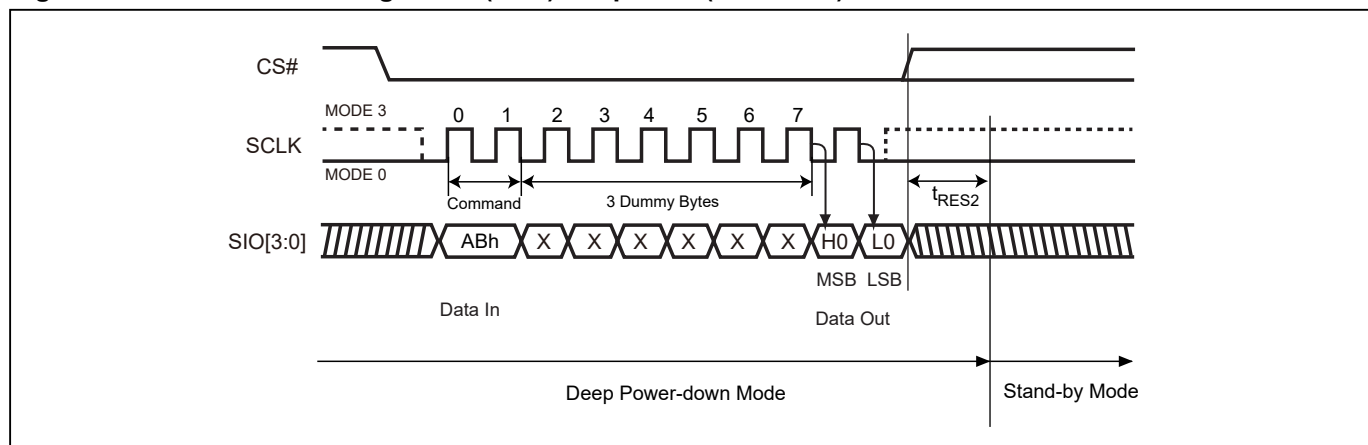 CS#
MODE 3
0 1 2 3 4 5 6 7
SCLK
MODE 0
Command
3 Dummy Bytes
tRES2
SIO[3:0]
ABh X X X X X X H0 L0
MSB LSB
Data In
Data Out
Deep Power-down Mode
Stand-by Mode